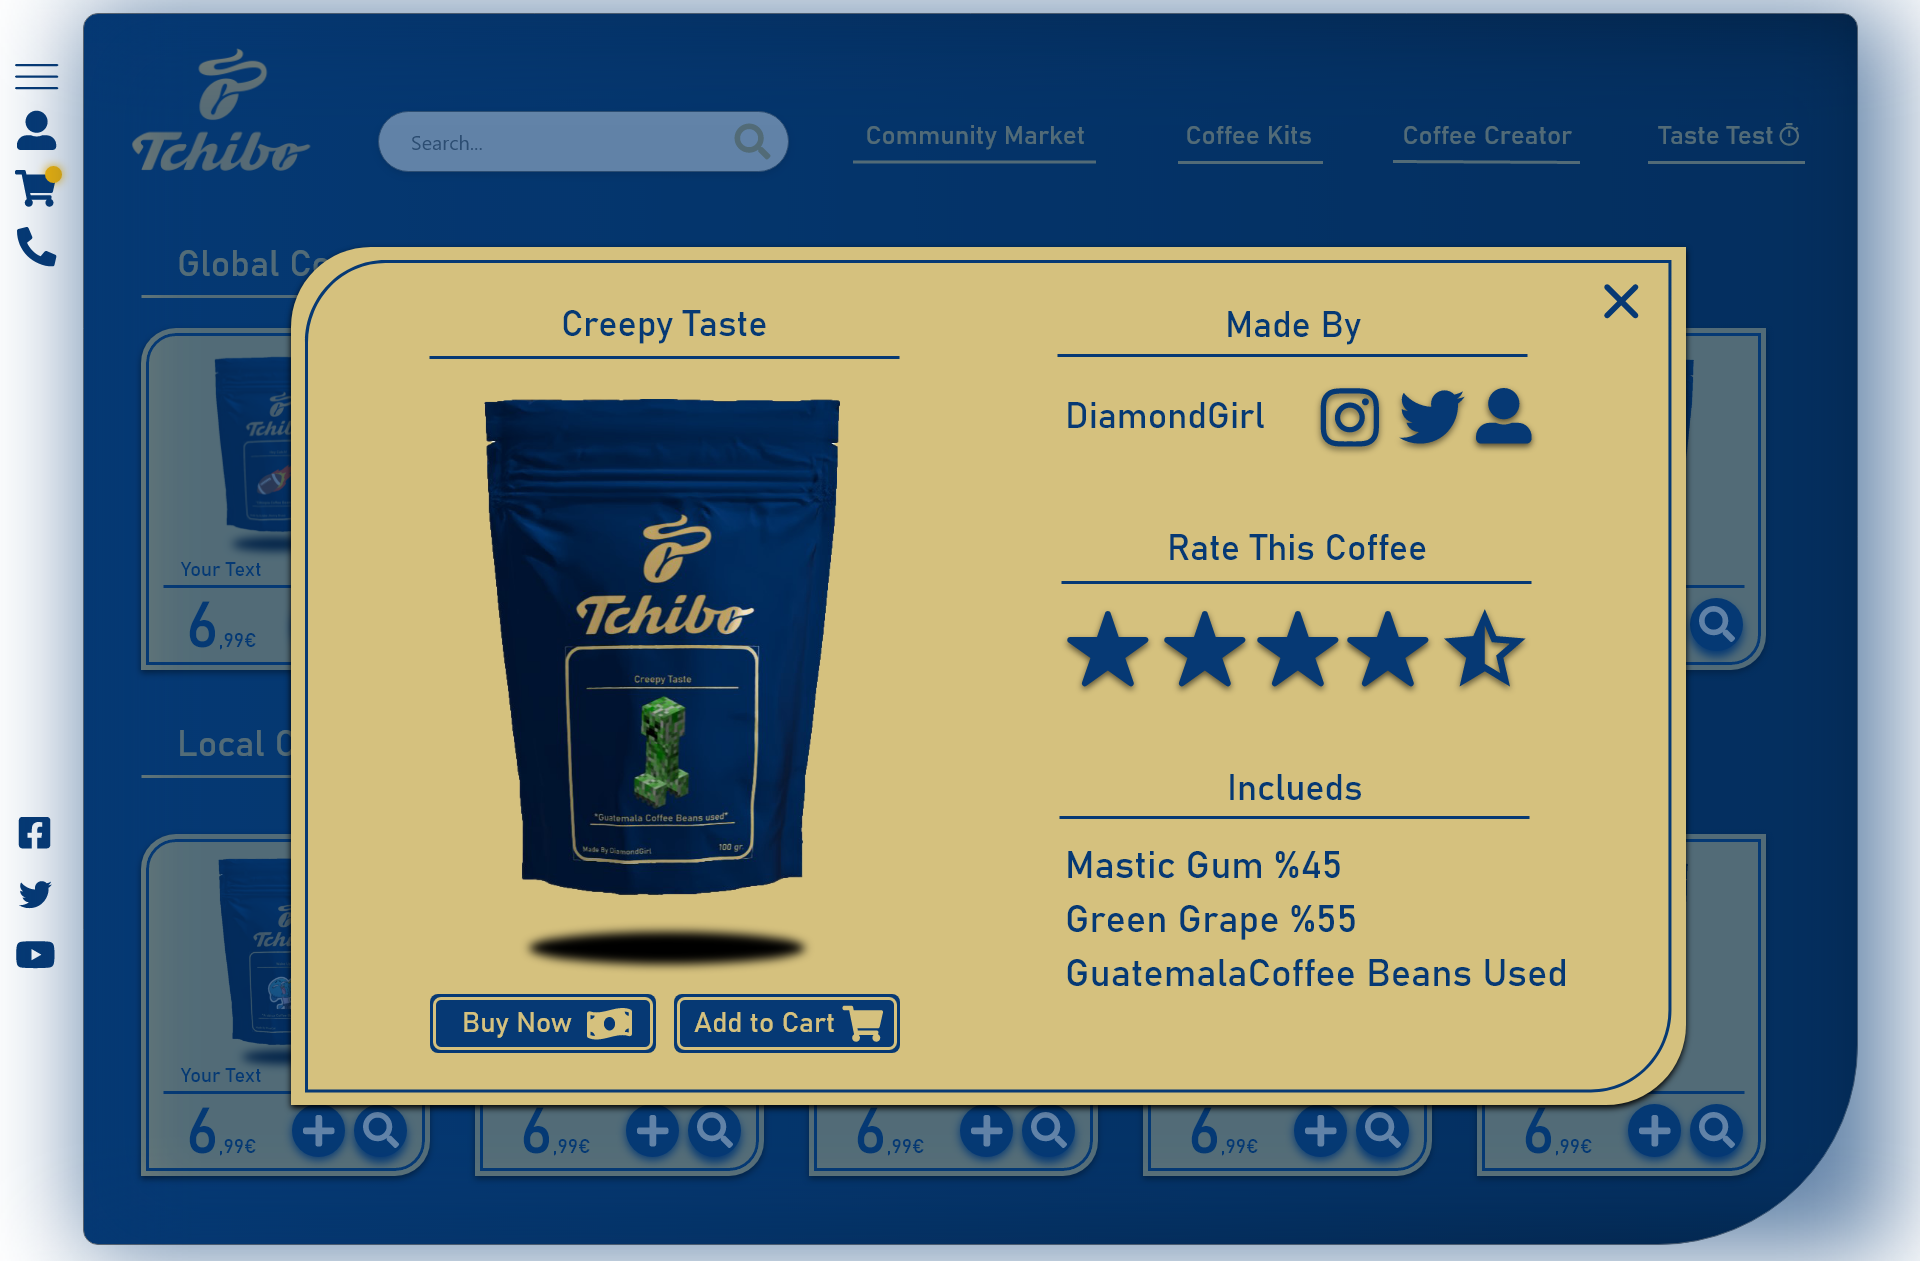 Tchibo
Search...
Community Market
Coffee Kits
Coffee Creator
Taste Test
Global Co
Creepy Taste
Made By
DiamondGirl
Tchibo
Creepy Taste
"Guatemala Coffee Beans used"
Made By DiamondGirl
100 gr.
Rate This Coffee
Inclueds
Mastic Gum %45
Green Grape %55
GuatemalaCoffee Beans Used
Buy Now
Add to Cart
Tchib
Your Text
6,99€
Local C
Tchib
Your Text
6,99€
6,99€
6,99€
6,99€
6,99€